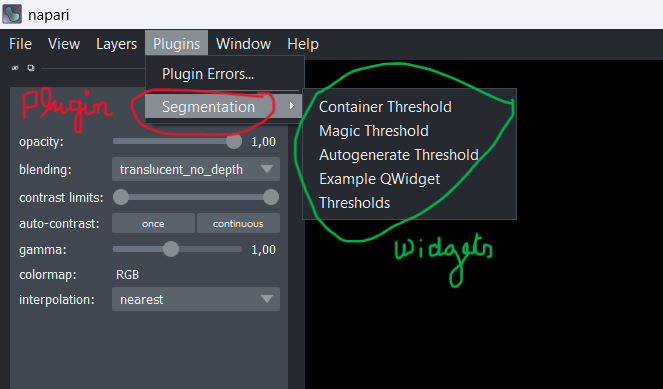 napari
File View Layers Plugins Window Help
Plugin Errors...
Plugin
Segmentation
Container Threshold
Magic Threshold
Autogenerate Threshold
Example QWidget
Thresholds
opacity: 1,00
blending: translucent_no_depth
contrast limits:
auto-contrast: once continuous
gamma: 1,00
colormap: RGB
interpolation: nearest
Widgets